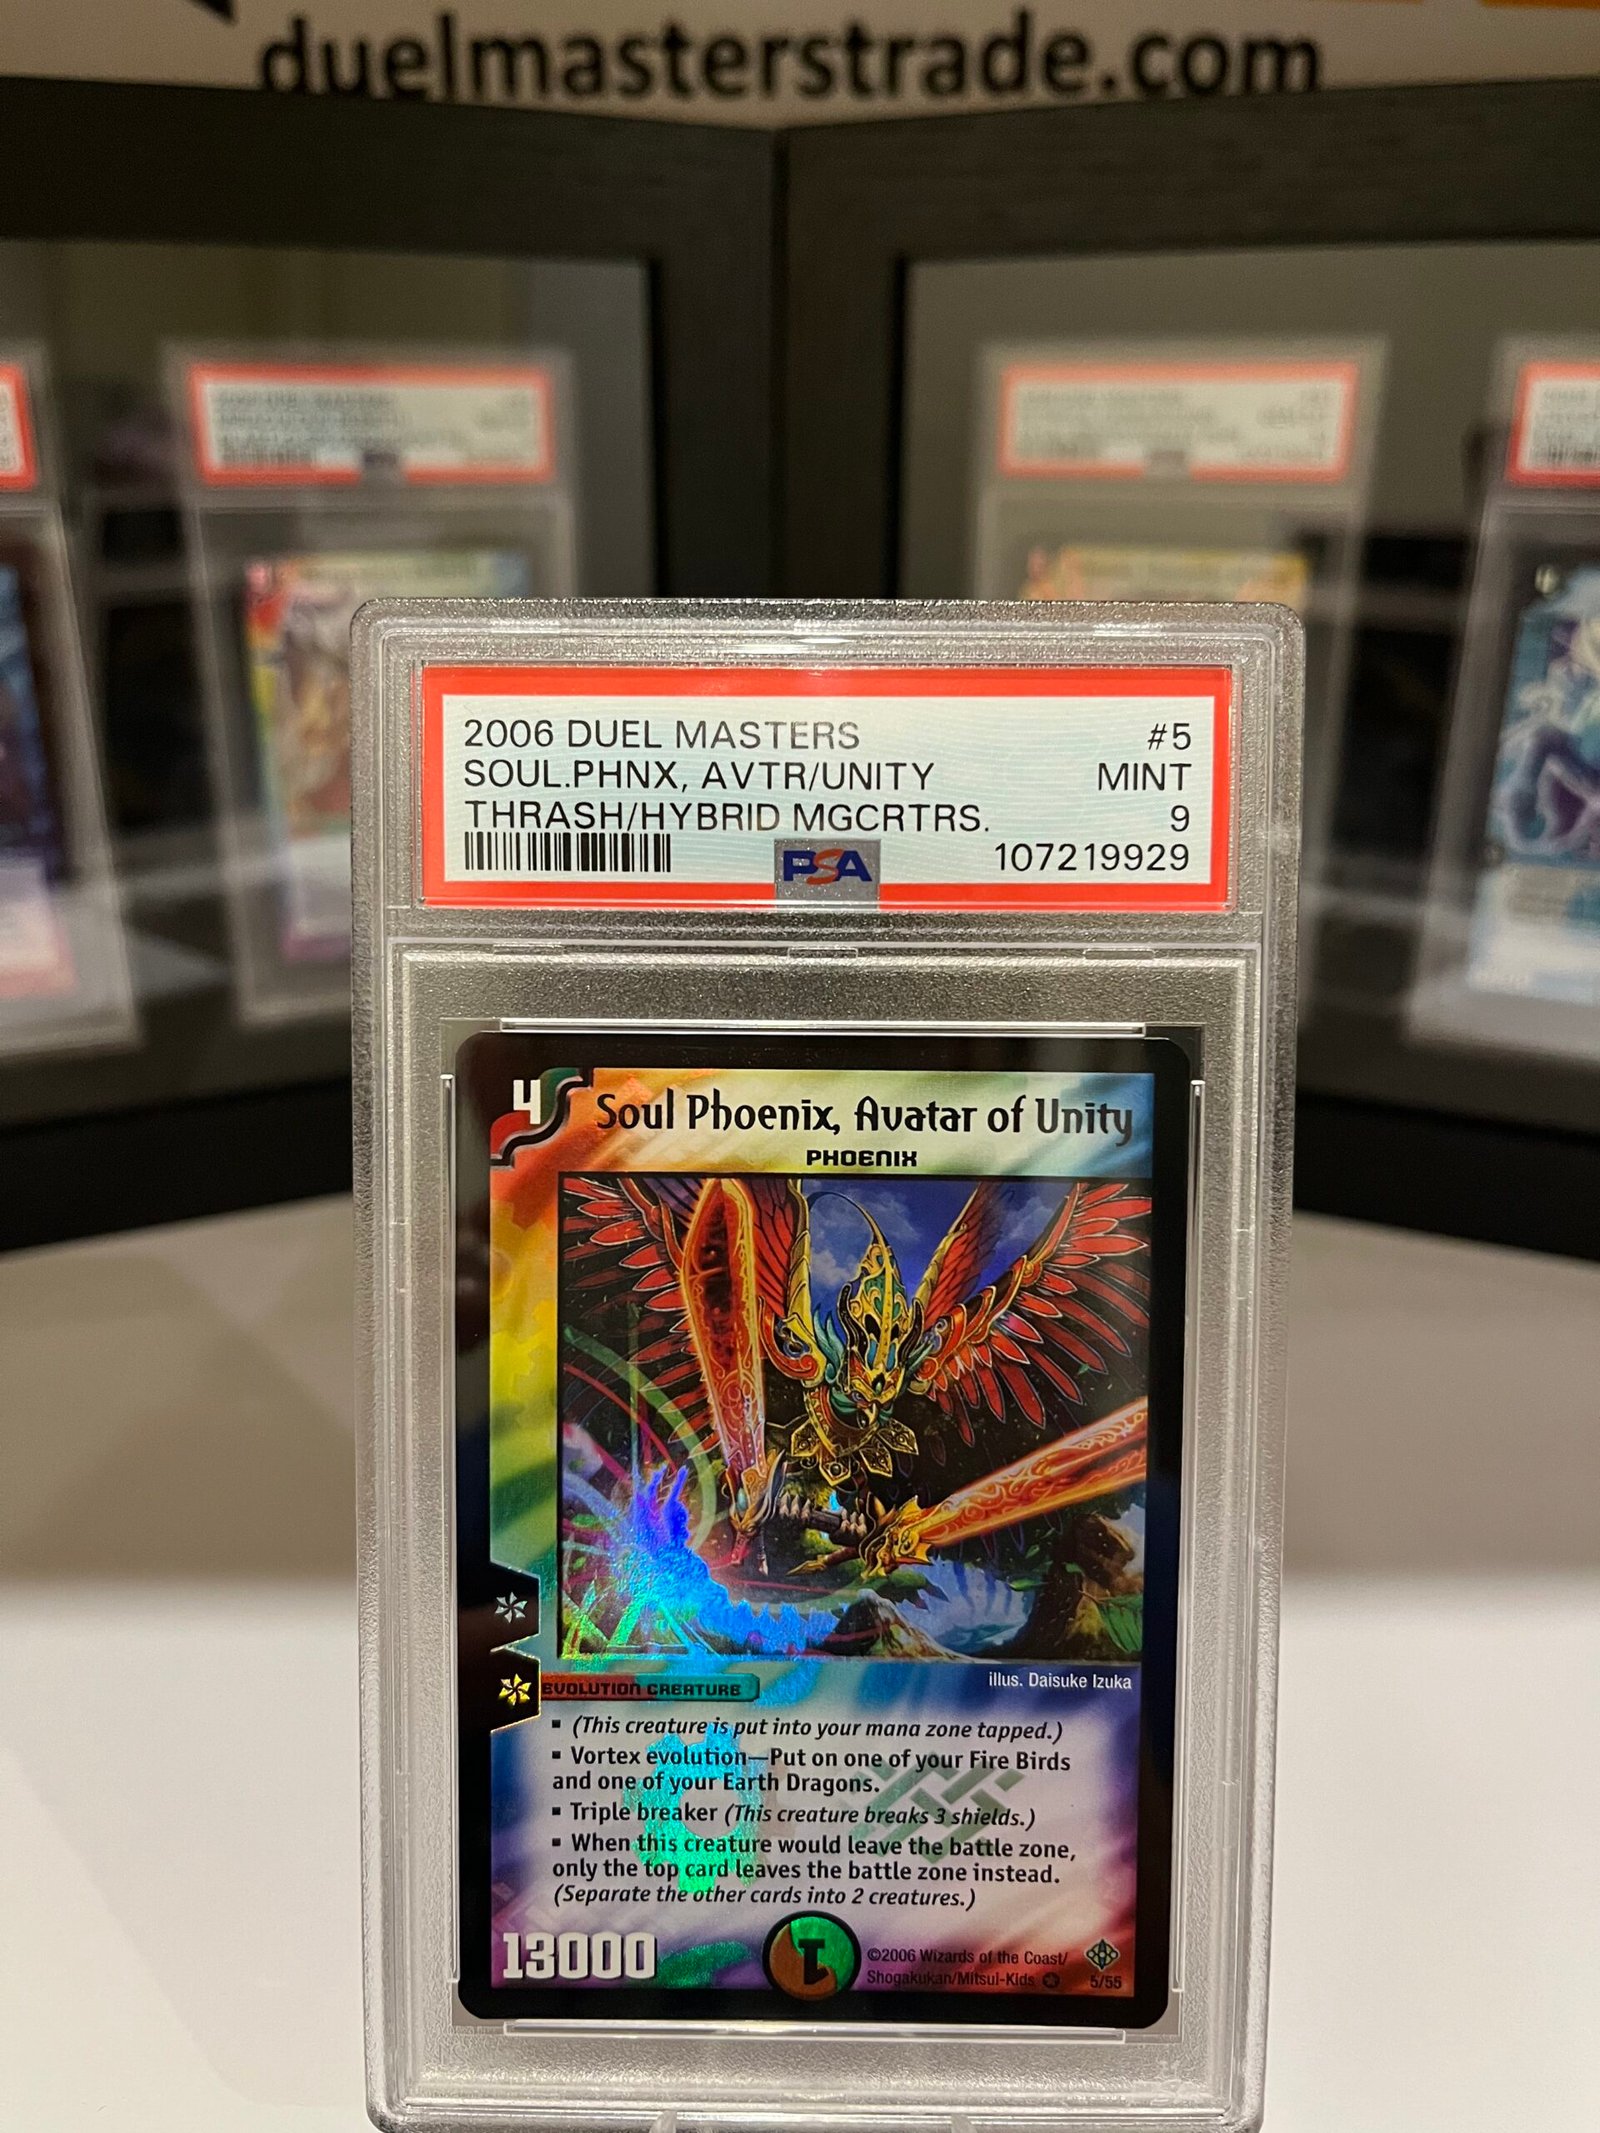 duelmasterstrade.com
2006 DUEL MASTERS #5
SOUL.PHNX, AVTR/UNITY MINT
THRASH/HYBRID MGCRTRS. 9
PSA 107219929
4 Soul Phoenix, Avatar of Unity
PHOENIX
illus. Daisuke Izuka
EVOLUTION CREATURE
▪ (This creature is put into your mana zone tapped.)
▪ Vortex evolution—Put on one of your Fire Birds
and one of your Earth Dragons.
▪ Triple breaker (This creature breaks 3 shields.)
▪ When this creature would leave the battle zone,
only the top card leaves the battle zone instead.
(Separate the other cards into 2 creatures.)
13000
©2006 Wizards of the Coast/
Shogakukan/Mitsui-Kids 5/55